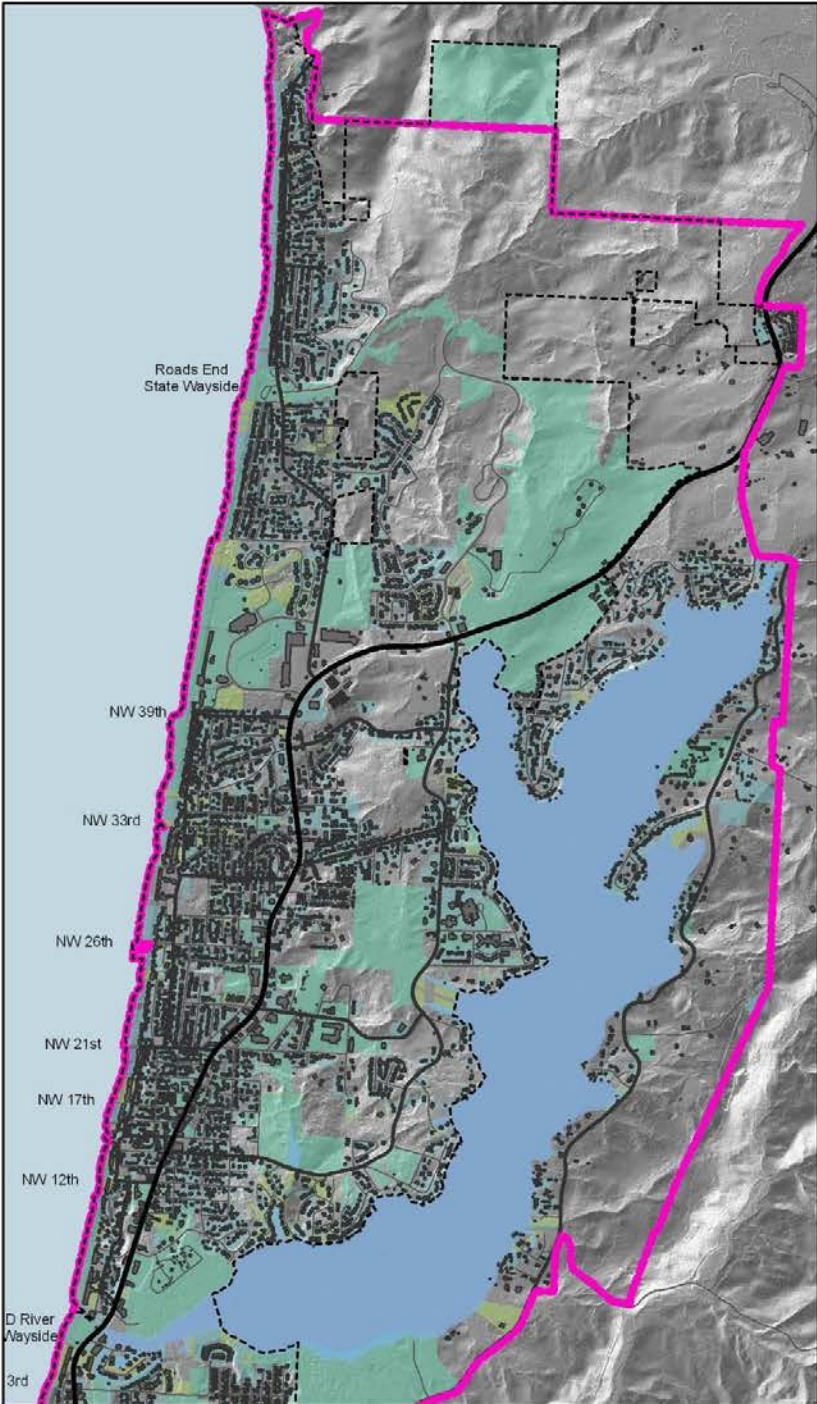 Roads End
State Wayside
NW 39th
NW 33rd
NW 26th
NW 21st
NW 17th
NW 12th
D River
Wayside
3rd